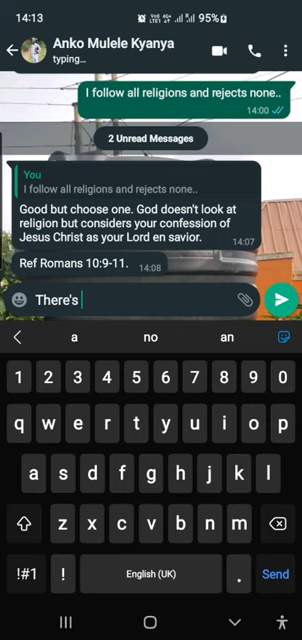 14:13
Vo) 4G+
LTE1
95%
Anko Mulele Kyanya
typing...
I follow all religions and rejects none..
14:00
2 Unread Messages
You
I follow all religions and rejects none..
Good but choose one. God doesn't look at
religion but considers your confession of
Jesus Christ as your Lord en savior.
14:07
Ref Romans 10:9-11.
14:08
There's
a no an
1 2 3 4 5 6 7 8 9 0
q w e r t y u i o p
a s d f g h j k l
z x c v b n m
!#1 ! English (UK) . Send